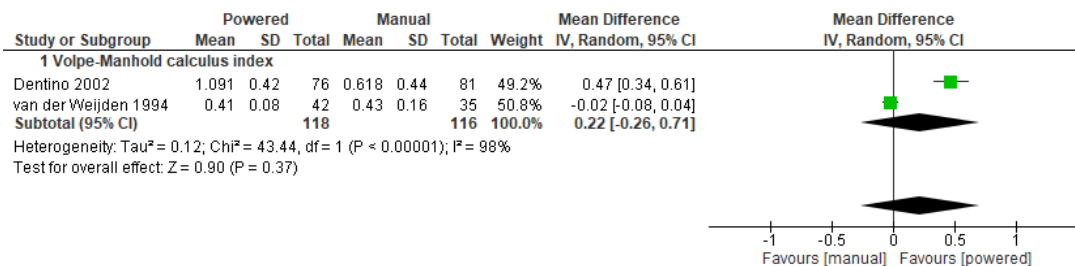 Powered Manual Mean Difference Mean Difference
Study or Subgroup Mean SD Total Mean SD Total Weight IV, Random, 95% CI IV, Random, 95% CI
1 Volpe-Manhold calculus index
Dentino 2002 1.091 0.42 76 0.618 0.44 81 49.2% 0.47 [0.34, 0.61]
van der Weijden 1994 0.41 0.08 42 0.43 0.16 35 50.8% -0.02 [-0.08, 0.04]
Subtotal (95% CI) 118 116 100.0% 0.22 [-0.26, 0.71]
Heterogeneity: Tau² = 0.12; Chi² = 43.44, df = 1 (P < 0.00001); I² = 98%
Test for overall effect: Z = 0.90 (P = 0.37)
-1 -0.5 0 0.5 1
Favours [manual] Favours [powered]